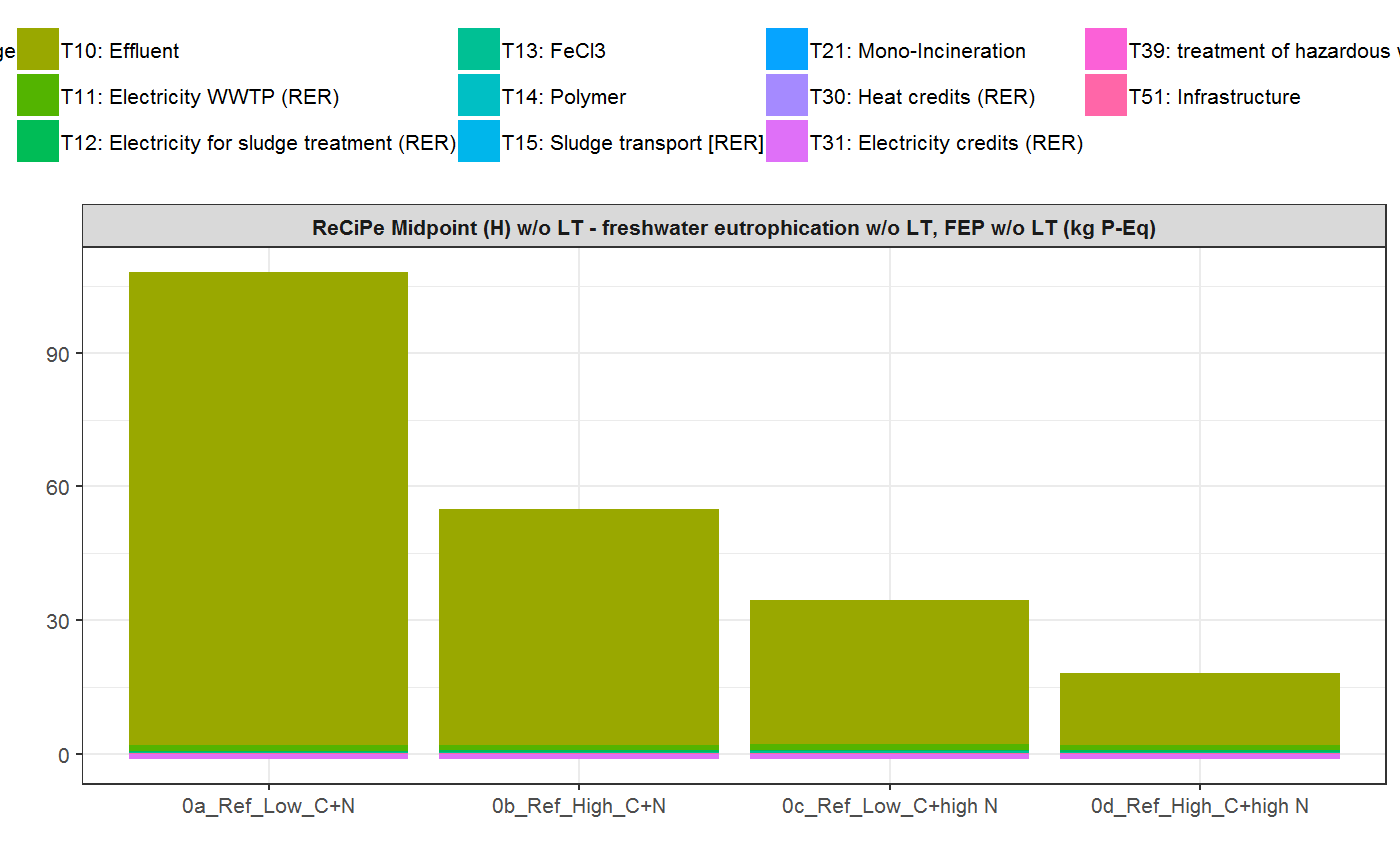 ge T10: Effluent T13: FeCl3 T21: Mono-Incineration T39: treatment of hazardous
T11: Electricity WWTP (RER) T14: Polymer T30: Heat credits (RER) T51: Infrastructure
T12: Electricity for sludge treatment (RER) T15: Sludge transport [RER] T31: Electricity credits (RER)
ReCiPe Midpoint (H) w/o LT - freshwater eutrophication w/o LT, FEP w/o LT (kg P-Eq)
90
60
30
0
0a_Ref_Low_C+N 0b_Ref_High_C+N 0c_Ref_Low_C+high N 0d_Ref_High_C+high N